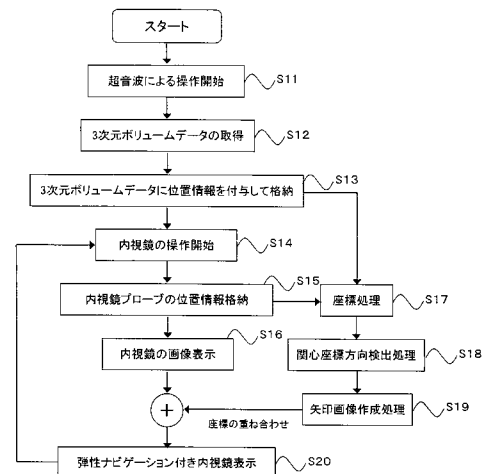 スタート
超音波による操作開始
S11
3次元ボリュームデータの取得
S12
3次元ボリュームデータに位置情報を付与して格納
S13
内視鏡の操作開始
S14
内視鏡プローブの位置情報格納
S15
座標処理
S17
内視鏡の画像表示
S16
関心座標方向検出処理
S18
+
座標の重ね合わせ
矢印画像作成処理
S19
弾性ナビゲーション付き内視鏡表示
S20